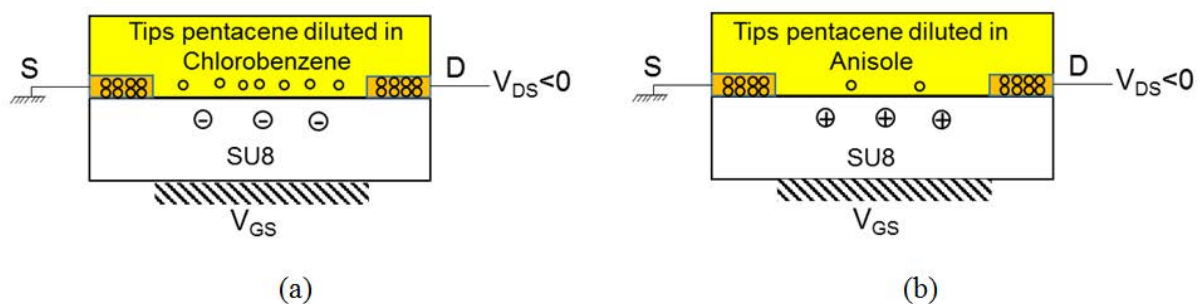 Tips pentacene diluted in
Chlorobenzene
S
D
V_DS<0
- - -
SU8
V_GS
(a)
Tips pentacene diluted in
Anisole
S
D
V_DS<0
+ + +
SU8
V_GS
(b)